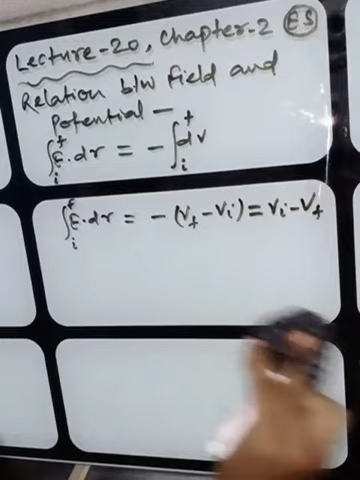 Lecture-20, Chapter-2 ES
Relation b/w Field and
Potential —
∫ᵢᶠ E⃗·dr = - ∫ᵢᶠ dv
∫ᵢᶠ E⃗·dr = - (V_f - V_i) = V_i - V_f